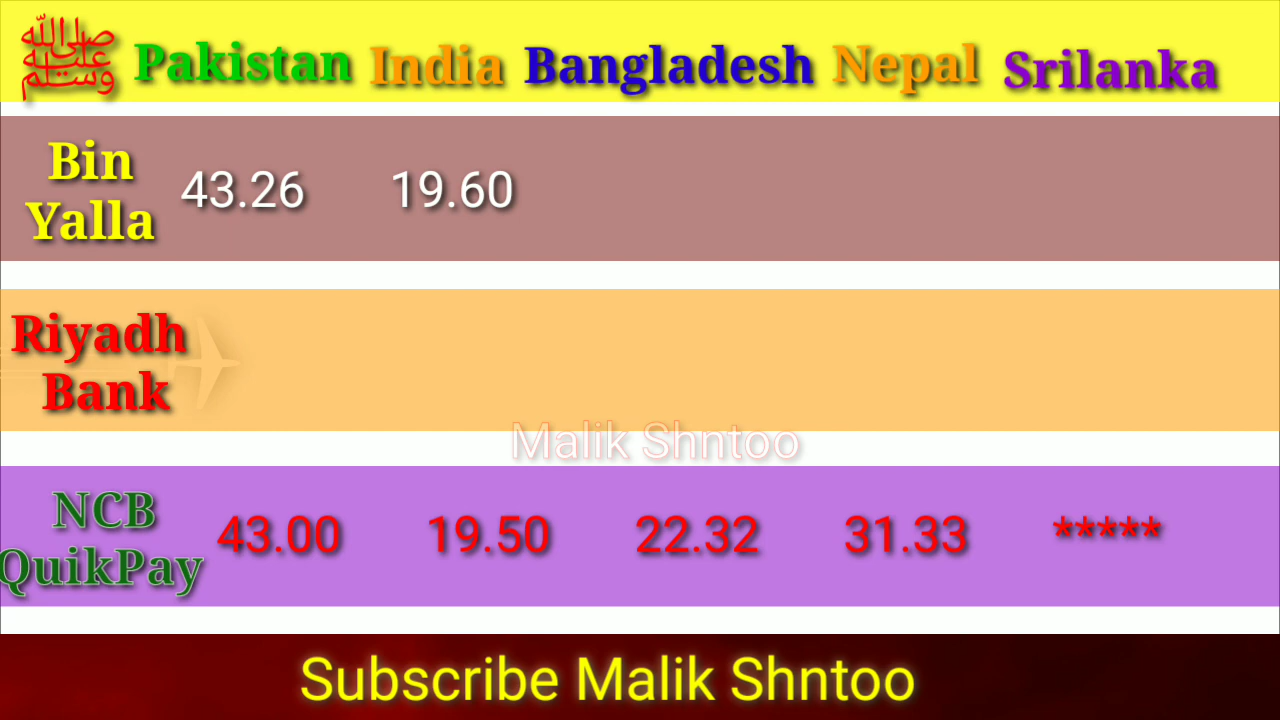 ﷺ Pakistan India Bangladesh Nepal Srilanka
Bin
Yalla
43.26 19.60
Riyadh
Bank
Malik Shntoo
NCB
QuikPay
43.00 19.50 22.32 31.33 *****
Subscribe Malik Shntoo